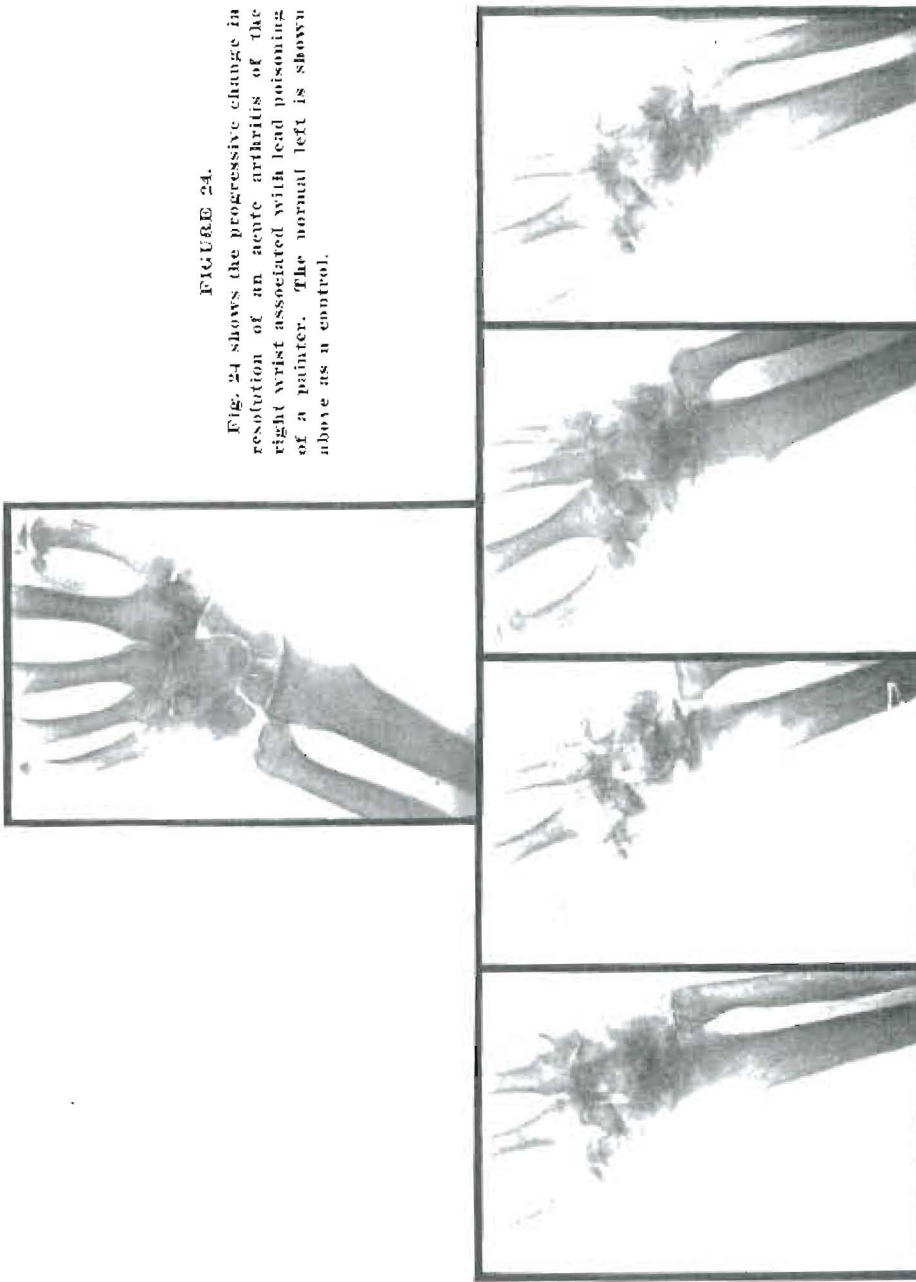 FIGURE 24.
Fig. 24 shows the progressive change in
resolution of an acute arthritis of the
right wrist associated with lead poisoning
of a painter. The normal left is shown
above as a control.